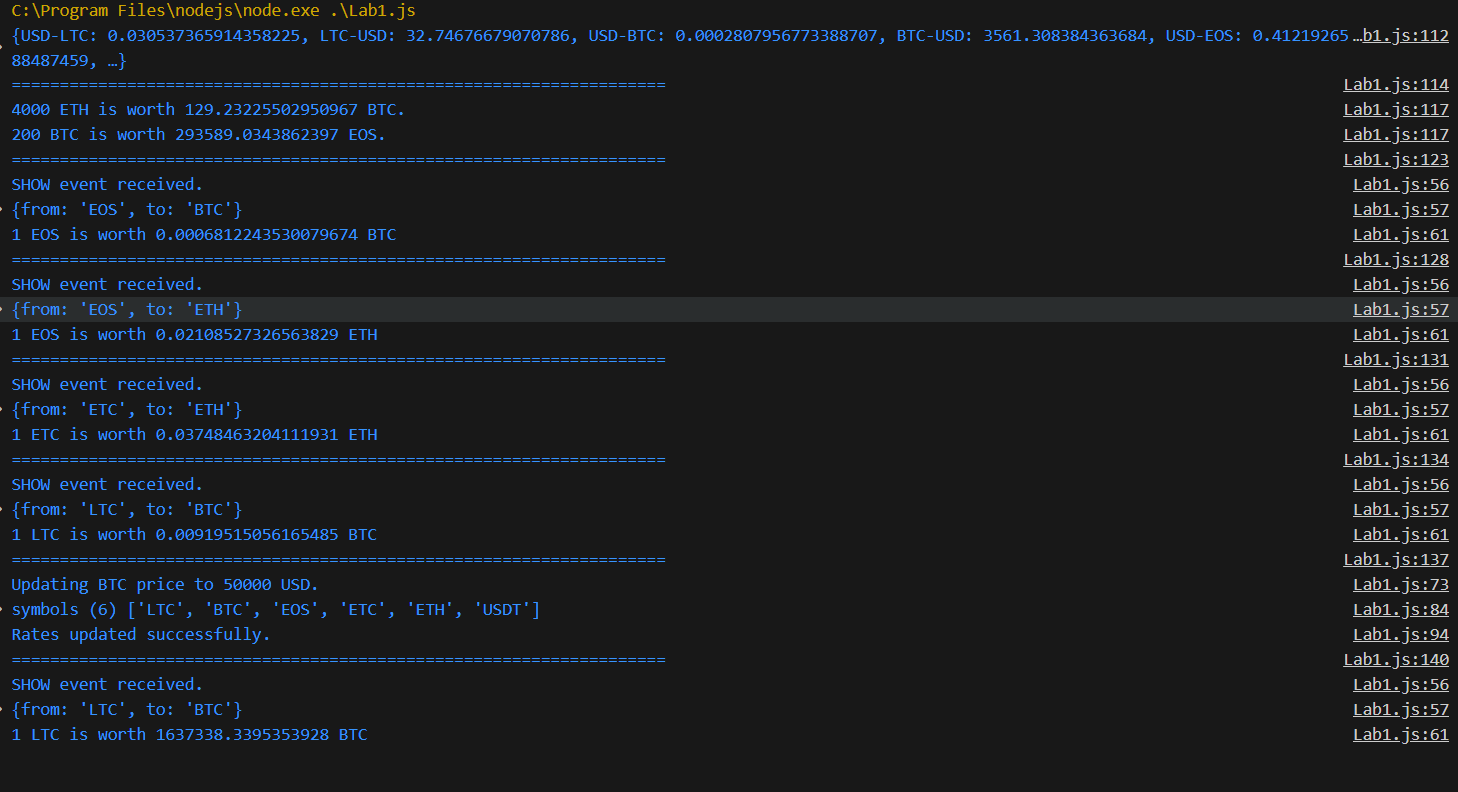 C:\Program Files\nodejs\node.exe .\Lab1.js
{USD-LTC: 0.030537365914358225, LTC-USD: 32.74676679070786, USD-BTC: 0.0002807956773388707, BTC-USD: 3561.308384363684, USD-EOS: 0.41219265 …b1.js:112
88487459, …}
==================================================================== Lab1.js:114
4000 ETH is worth 129.23225502950967 BTC. Lab1.js:117
200 BTC is worth 293589.0343862397 EOS. Lab1.js:117
==================================================================== Lab1.js:123
SHOW event received. Lab1.js:56
{from: 'EOS', to: 'BTC'} Lab1.js:57
1 EOS is worth 0.0006812243530079674 BTC Lab1.js:61
==================================================================== Lab1.js:128
SHOW event received. Lab1.js:56
{from: 'EOS', to: 'ETH'} Lab1.js:57
1 EOS is worth 0.02108527326563829 ETH Lab1.js:61
==================================================================== Lab1.js:131
SHOW event received. Lab1.js:56
{from: 'ETC', to: 'ETH'} Lab1.js:57
1 ETC is worth 0.03748463204111931 ETH Lab1.js:61
==================================================================== Lab1.js:134
SHOW event received. Lab1.js:56
{from: 'LTC', to: 'BTC'} Lab1.js:57
1 LTC is worth 0.00919515056165485 BTC Lab1.js:61
==================================================================== Lab1.js:137
Updating BTC price to 50000 USD. Lab1.js:73
symbols (6) ['LTC', 'BTC', 'EOS', 'ETC', 'ETH', 'USDT'] Lab1.js:84
Rates updated successfully. Lab1.js:94
==================================================================== Lab1.js:140
SHOW event received. Lab1.js:56
{from: 'LTC', to: 'BTC'} Lab1.js:57
1 LTC is worth 1637338.3395353928 BTC Lab1.js:61